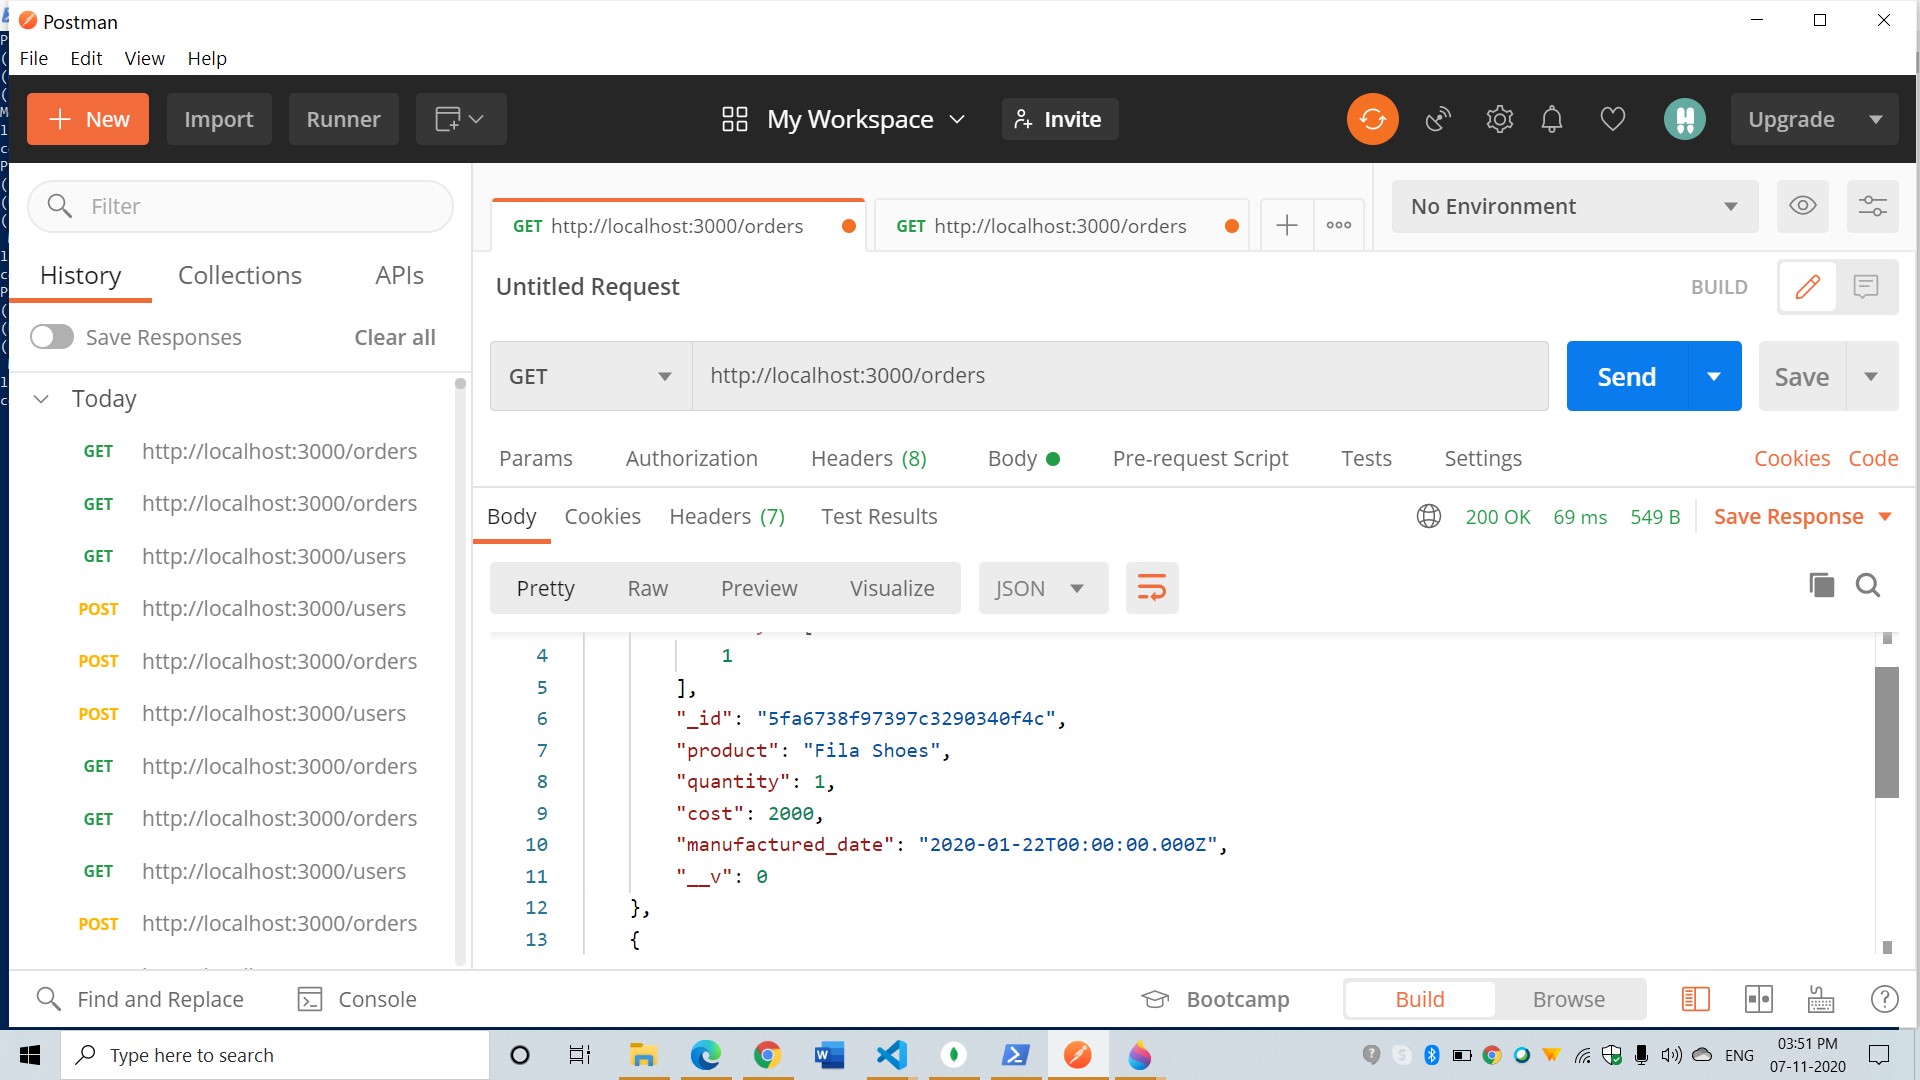 Postman
File Edit View Help
New Import Runner My Workspace Invite Upgrade
Filter
History Collections APIs
Save Responses Clear all
Today
GET http://localhost:3000/orders
GET http://localhost:3000/orders
GET http://localhost:3000/users
POST http://localhost:3000/users
POST http://localhost:3000/orders
POST http://localhost:3000/users
GET http://localhost:3000/orders
GET http://localhost:3000/orders
GET http://localhost:3000/users
POST http://localhost:3000/orders
GET http://localhost:3000/orders GET http://localhost:3000/orders No Environment
Untitled Request BUILD
GET http://localhost:3000/orders Send Save
Params Authorization Headers (8) Body Pre-request Script Tests Settings Cookies Code
Body Cookies Headers (7) Test Results 200 OK 69 ms 549 B Save Response
Pretty Raw Preview Visualize JSON
4 1
5 ],
6 "_id": "5fa6738f97397c3290340f4c",
7 "product": "Fila Shoes",
8 "quantity": 1,
9 "cost": 2000,
10 "manufactured_date": "2020-01-22T00:00:00.000Z",
11 "__v": 0
12 },
13 {
Find and Replace Console Bootcamp Build Browse
Type here to search ENG 03:51 PM
07-11-2020